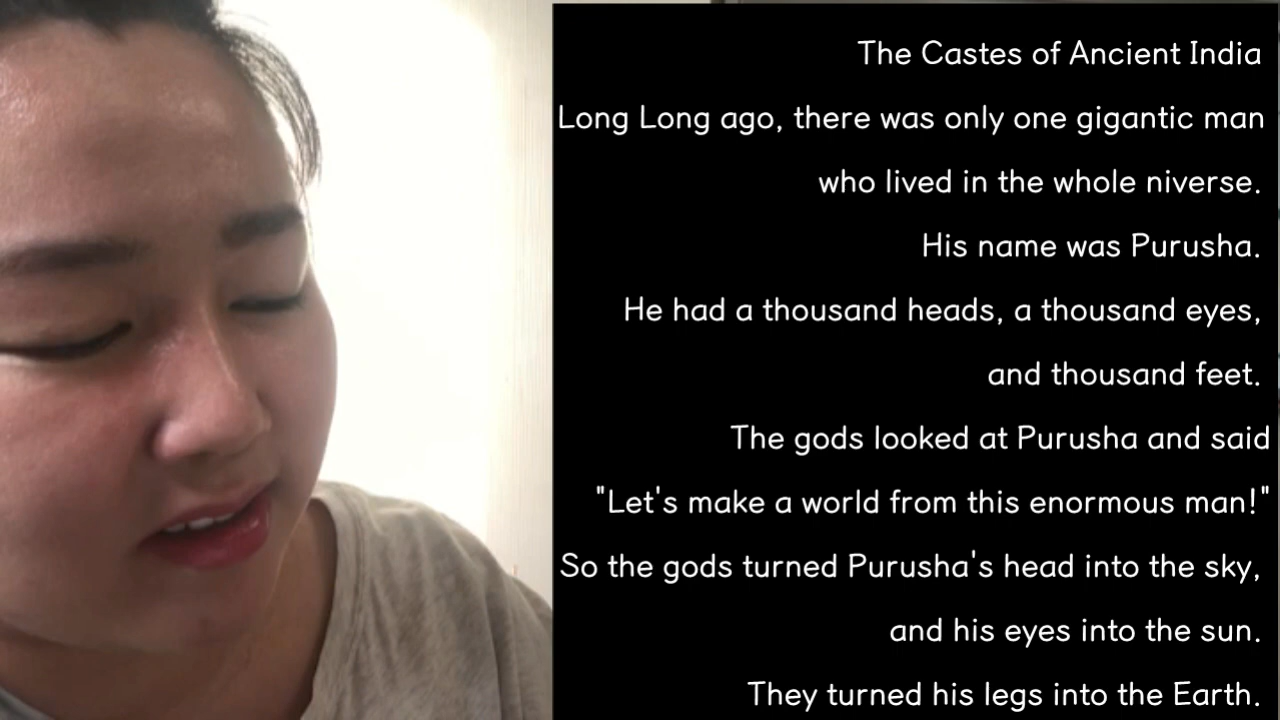 The Castes of Ancient India
Long Long ago, there was only one gigantic man
who lived in the whole niverse.
His name was Purusha.
He had a thousand heads, a thousand eyes,
and thousand feet.
The gods looked at Purusha and said
"Let's make a world from this enormous man!"
So the gods turned Purusha's head into the sky,
and his eyes into the sun.
They turned his legs into the Earth.